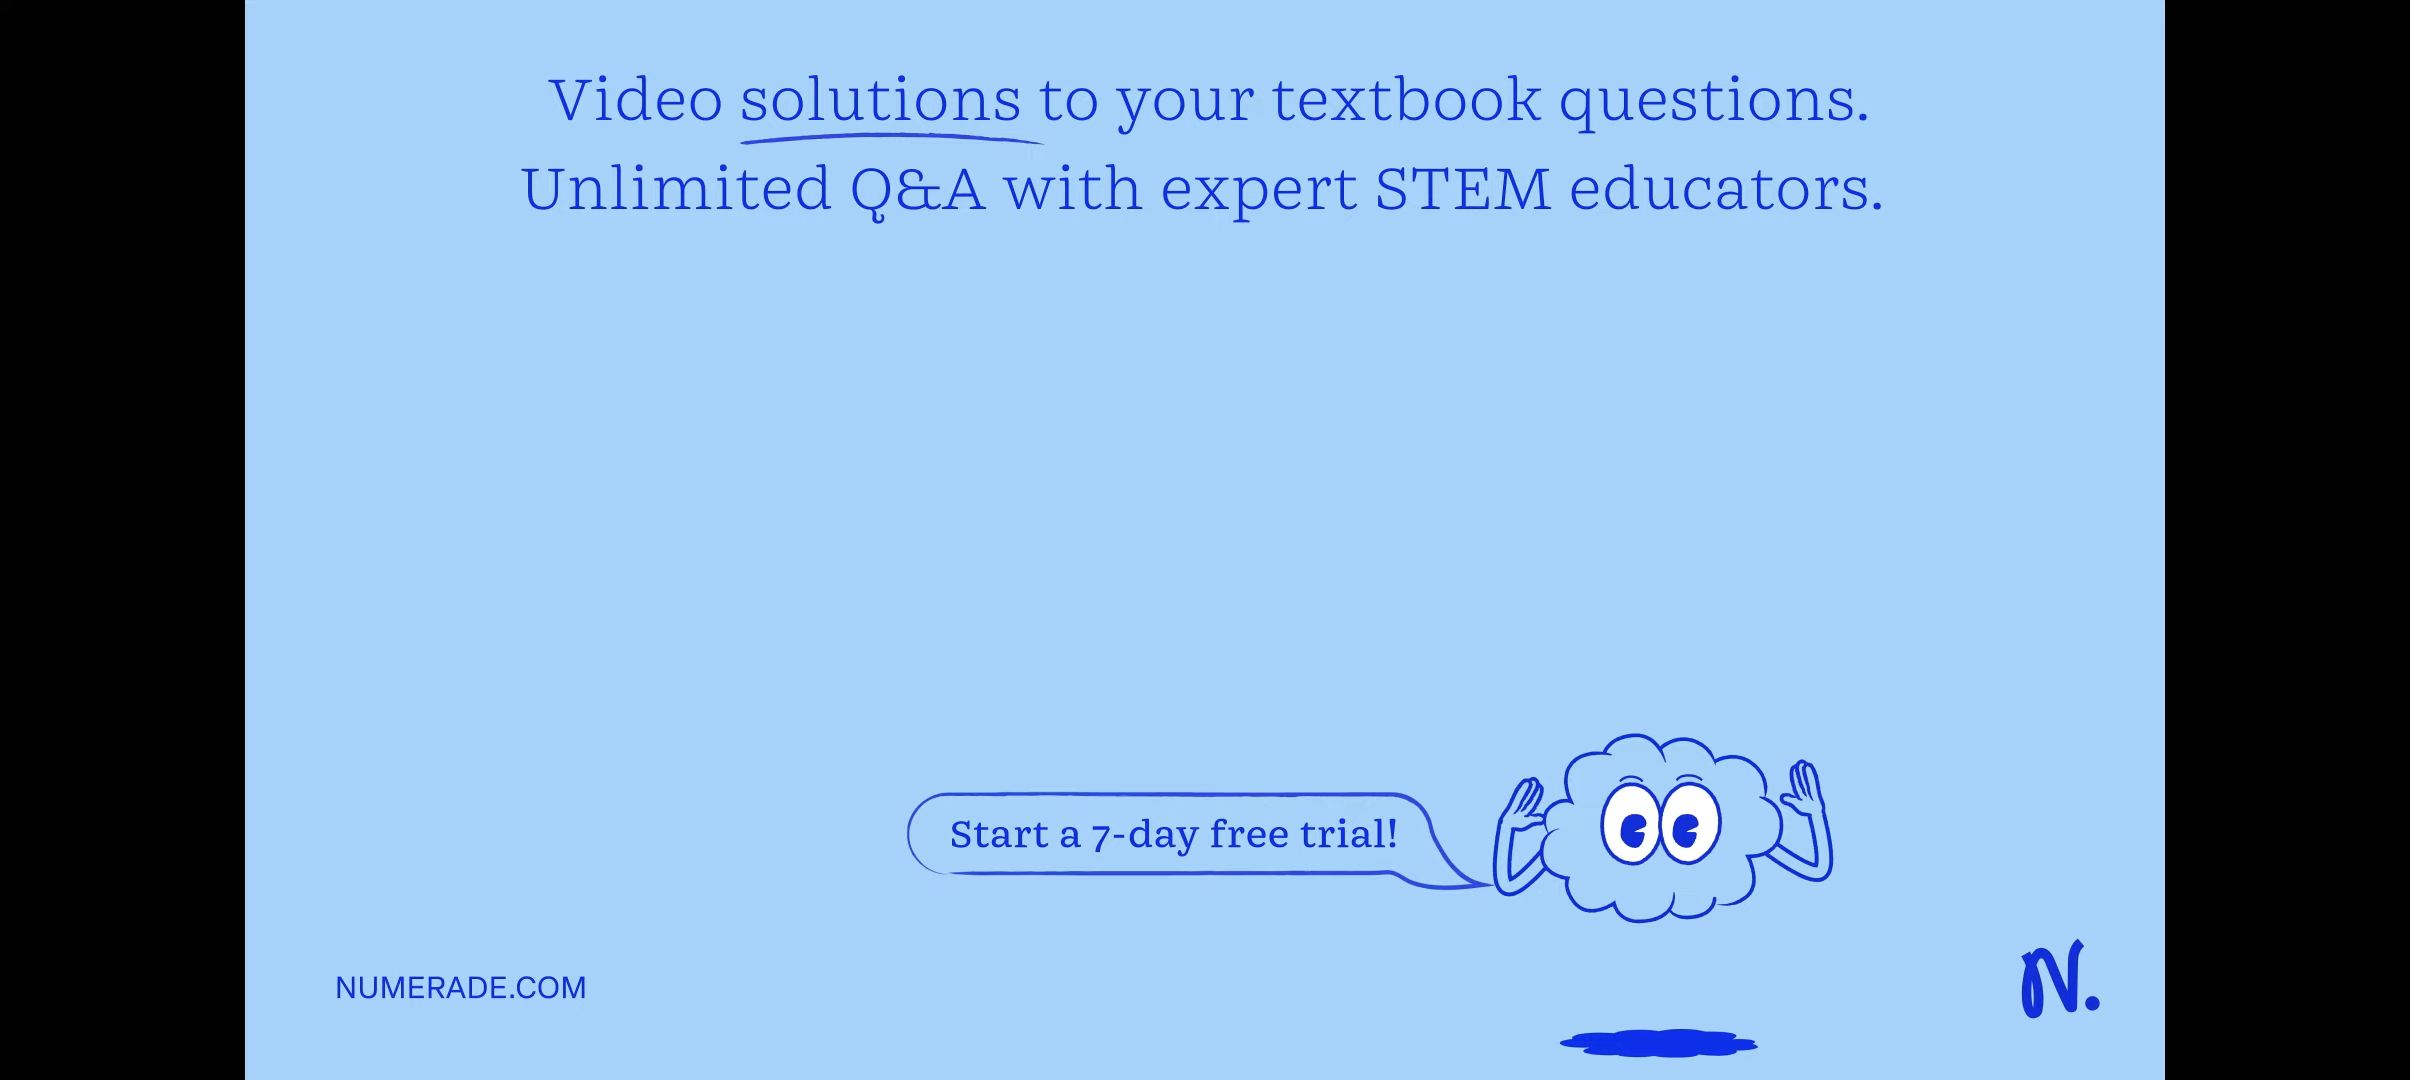 Video solutions to your textbook questions.
Unlimited Q&A with expert STEM educators.
Start a 7-day free trial!
NUMERADE.COM
N.